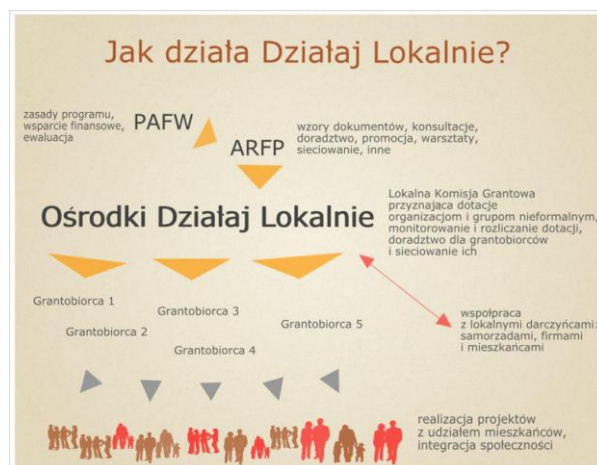 Jak działa Działaj Lokalnie?
zasady programu,
wsparcie finansowe,
ewaluacja
PAFW
ARFP
wzory dokumentów, konsultacje,
doradztwo, promocja, warsztaty,
sieciowanie, inne
Ośrodki Działaj Lokalnie
Lokalna Komisja Grantowa
przyznająca dotacje
organizacjom i grupom nieformalnym,
monitorowanie i rozliczanie dotacji,
doradztwo dla grantobiorców
i sieciowanie ich
Grantobiorca 1
Grantobiorca 2
Grantobiorca 3
Grantobiorca 4
Grantobiorca 5
współpraca
z lokalnymi darczyńcami:
samorządami, firmami
i mieszkańcami
realizacja projektów
z udziałem mieszkańców,
integracja społeczności